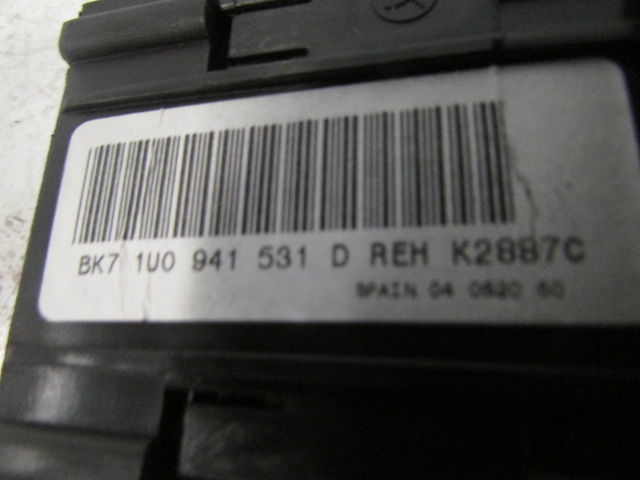 BK7 1U0 941 531 D REH K2887C
SPAIN 04 0620 60